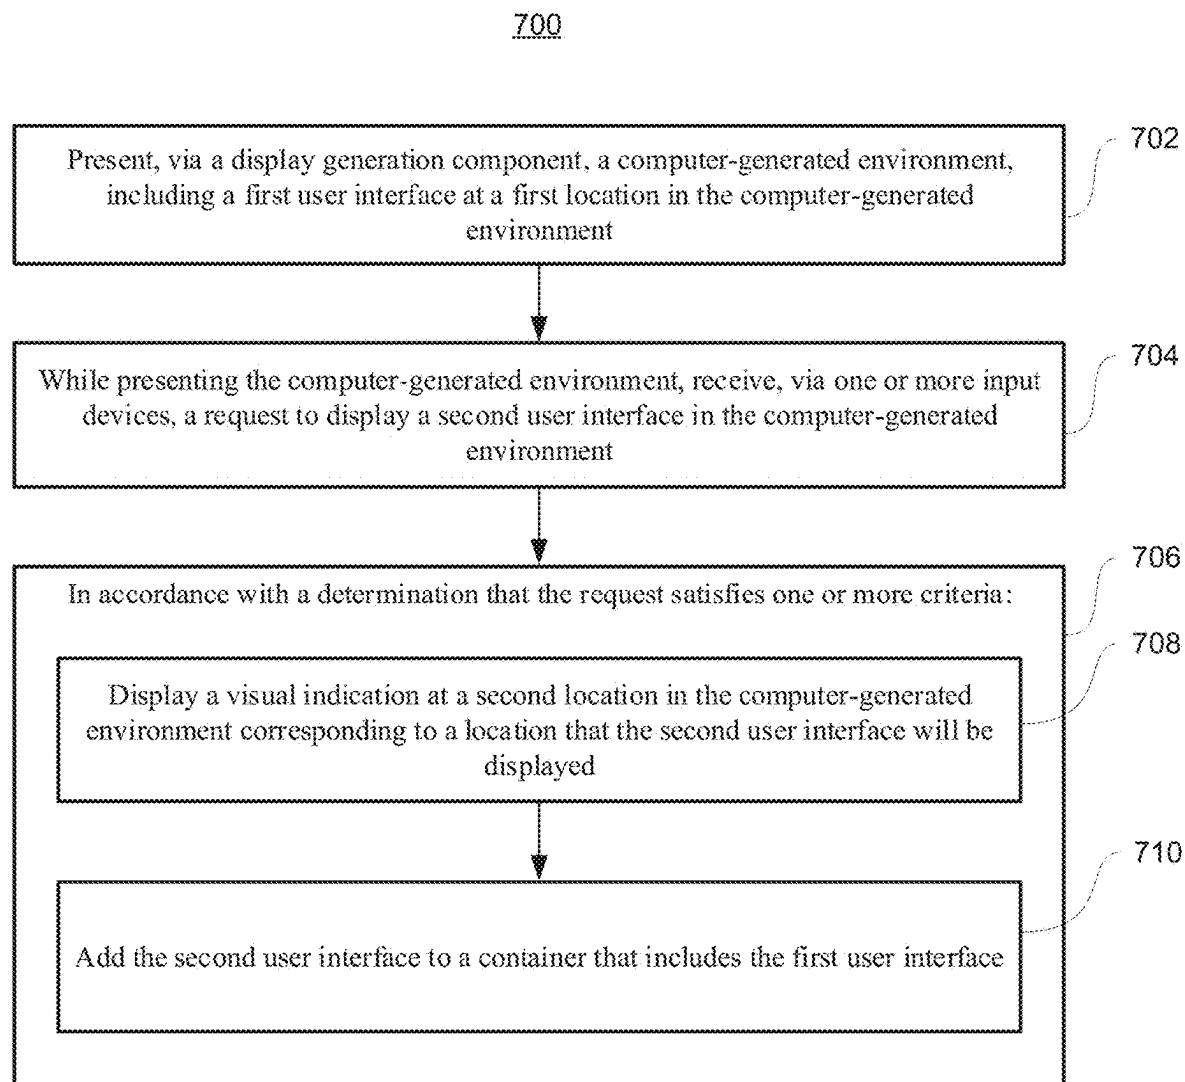 700
702
Present, via a display generation component, a computer-generated environment,
including a first user interface at a first location in the computer-generated
environment
704
While presenting the computer-generated environment, receive, via one or more input
devices, a request to display a second user interface in the computer-generated
environment
706
In accordance with a determination that the request satisfies one or more criteria:
708
Display a visual indication at a second location in the computer-generated
environment corresponding to a location that the second user interface will be
displayed
710
Add the second user interface to a container that includes the first user interface